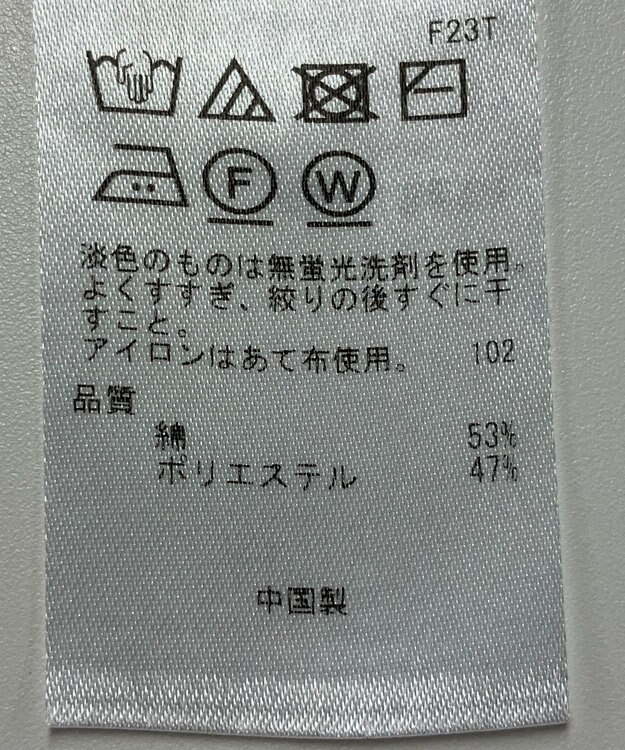 F23T
F
W
淡色のものは無蛍光洗剤を使用。
よくすすぎ、絞りの後すぐに干
すこと。
アイロンはあて布使用。 102
品質
綿 53%
ポリエステル 47%
中国製